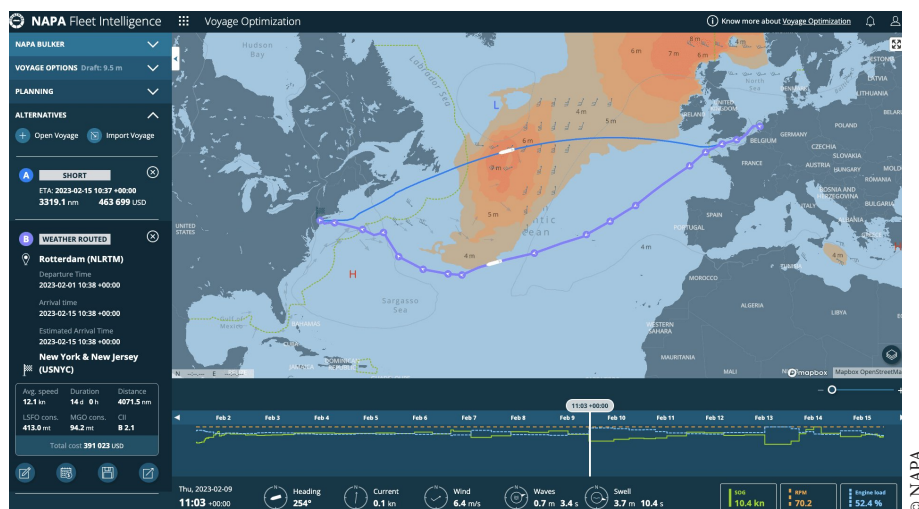 NAPA Fleet Intelligence
Voyage Optimization
Know more about Voyage Optimization
NAPA BULKER
VOYAGE OPTIONS Draft: 9.5 m
PLANNING
ALTERNATIVES
Open Voyage
Import Voyage
A
SHORT
ETA: 2023-02-15 10:37 +00:00
3319.1 nm
463 699 USD
B
WEATHER ROUTED
Rotterdam (NLRTM)
Departure Time
2023-02-01 10:38 +00:00
Arrival time
2023-02-15 10:38 +00:00
Estimated Arrival Time
2023-02-15 10:38 +00:00
New York & New Jersey
(USNYC)
Avg. speed
Duration
Distance
12.1 kn
14 d 0 h
4071.5 nm
LSFO cons.
MGO cons.
CII
413.0 mt
94.2 mt
B 2.1
Total cost 391 023 USD
Hudson
Bay
Labrador Sea
L
8 m
6 m
7 m
6 m
North
Sea
LATVIA
LITHUANIA
4 m
5 m
POLAND
BELGIUM
GERMANY
6 m
CZECHIA
SLOVAKIA
FRANCE
AUSTRIA
HUNGARY
9 m
ROMANIA
BOSNIA AND
HERZEGOVINA
BULGARIA
ITALY
5 m
SPAIN
PORTUGAL
UNITED
STATES
4 m
4 m
4 m
H
Sargasso
Sea
MOROCCO
ALGERIA
LIBYA
Gulf of
Mexico
BAHAMAS
WESTERN
SAHARA
MAURITANIA
DOMINICAN
REPUBLIC
MALI
mapbox
Mapbox OpenStreetMa
11:03 +00:00
Feb 2
Feb 3
Feb 4
Feb 5
Feb 6
Feb 7
Feb 8
Feb 9
Feb 10
Feb 11
Feb 12
Feb 13
Feb 14
Feb 15
Thu, 2023-02-09
11:03 +00:00
Heading
254°
Current
0.1 kn
Wind
6.4 m/s
Waves
0.7 m 3.4 s
Swell
3.7 m 10.4 s
SOG
10.4 kn
RPM
70.2
Engine load
52.4 %
© NAPA